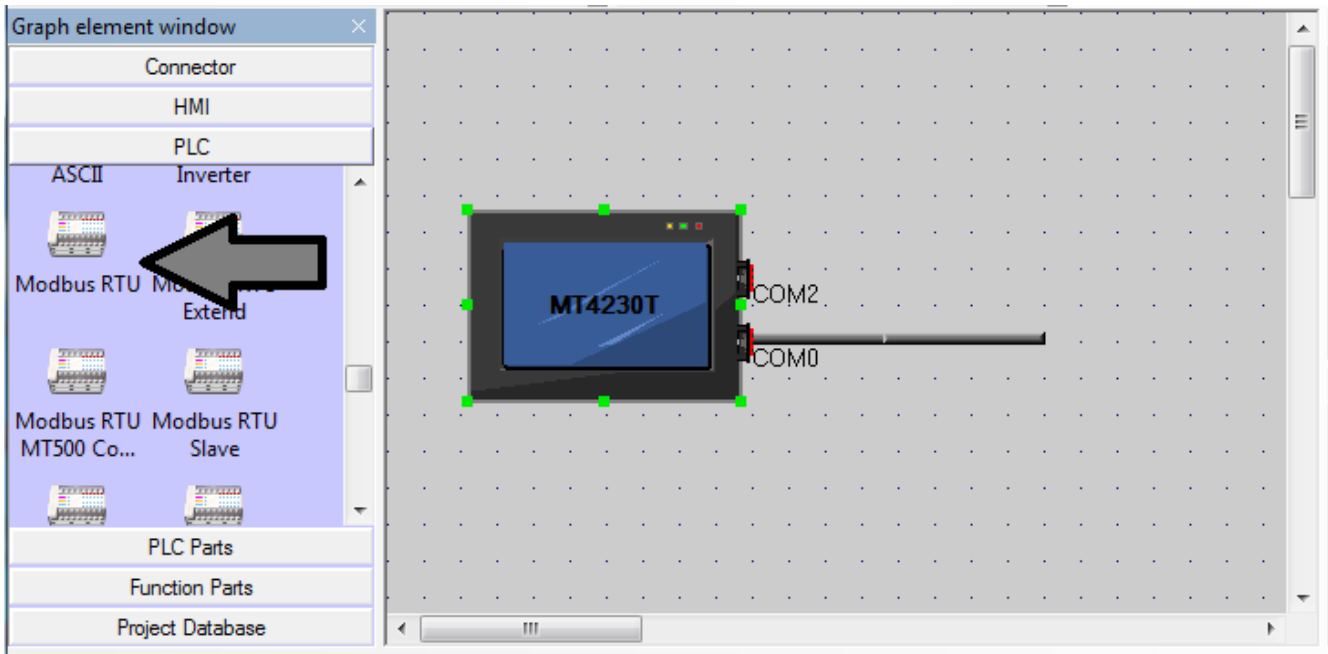 Graph element window
Connector
HMI
PLC
ASCII Inverter
Modbus RTU
Extend
Modbus RTU Modbus RTU
MT500 Co... Slave
PLC Parts
Function Parts
Project Database
MT4230T
COM2
COM0